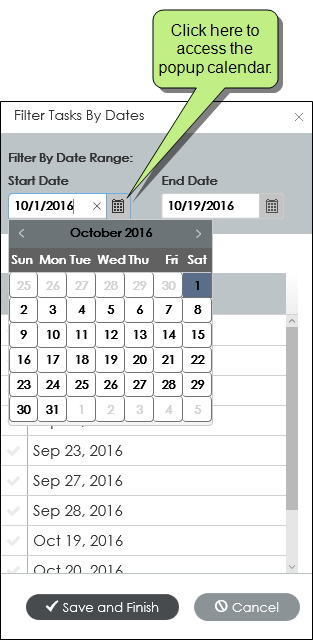 Click here to
access the
popup calendar.
Filter Tasks By Dates
Filter By Date Range:
Start Date End Date
10/1/2016 10/19/2016
October 2016
Sun Mon Tue Wed Thu Fri Sat
25 26 27 28 29 30 1
2 3 4 5 6 7 8
9 10 11 12 13 14 15
16 17 18 19 20 21 22
23 24 25 26 27 28 29
30 31 1 2 3 4 5
Sep 23, 2016
Sep 27, 2016
Sep 28, 2016
Oct 19, 2016
Oct 20, 2016
Save and Finish Cancel